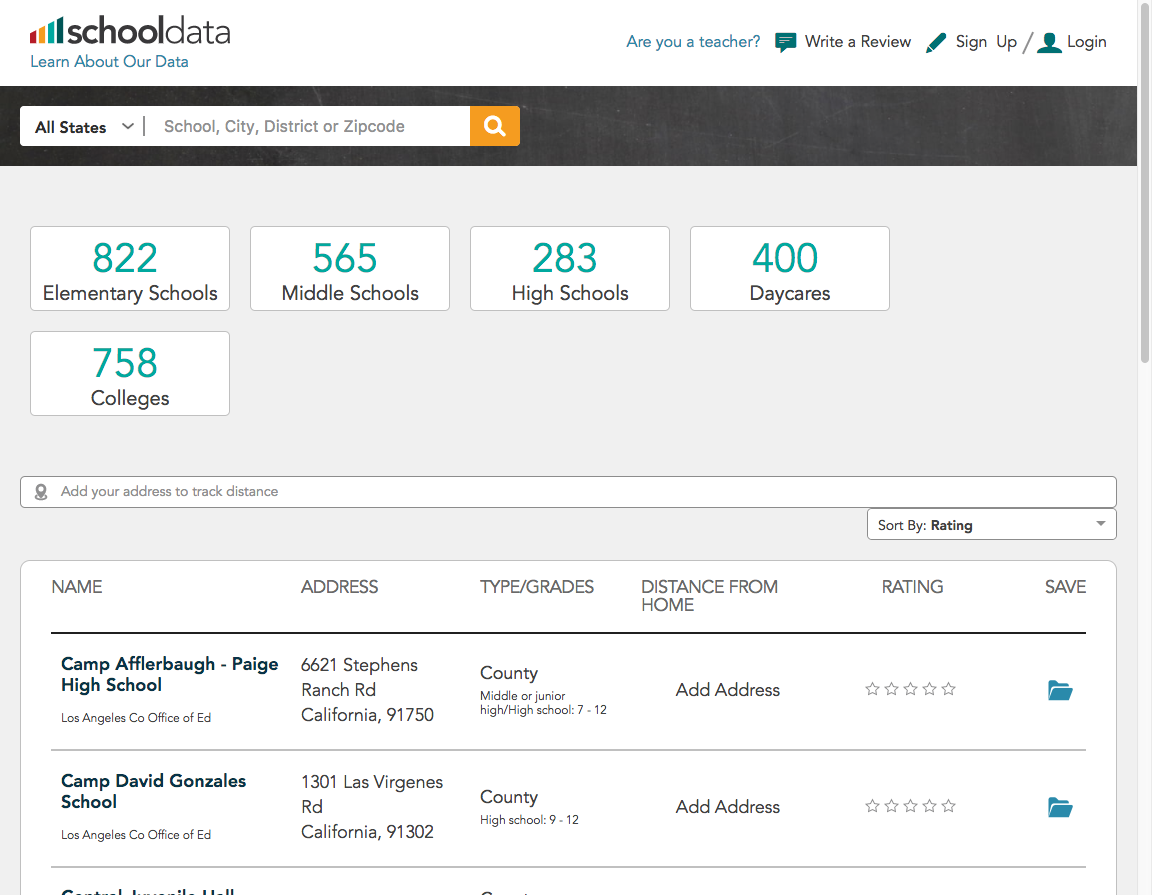 schooldata
Learn About Our Data
Are you a teacher?
Write a Review
Sign Up / Login
All States
School, City, District or Zipcode
822
Elementary Schools
565
Middle Schools
283
High Schools
400
Daycares
758
Colleges
Add your address to track distance
Sort By: Rating
NAME
ADDRESS
TYPE/GRADES
DISTANCE FROM
HOME
RATING
SAVE
Camp Afflerbaugh - Paige
High School
Los Angeles Co Office of Ed
6621 Stephens
Ranch Rd
California, 91750
County
Middle or junior
high/High school: 7 - 12
Add Address
Camp David Gonzales
School
Los Angeles Co Office of Ed
1301 Las Virgenes
Rd
California, 91302
County
High school: 9 - 12
Add Address